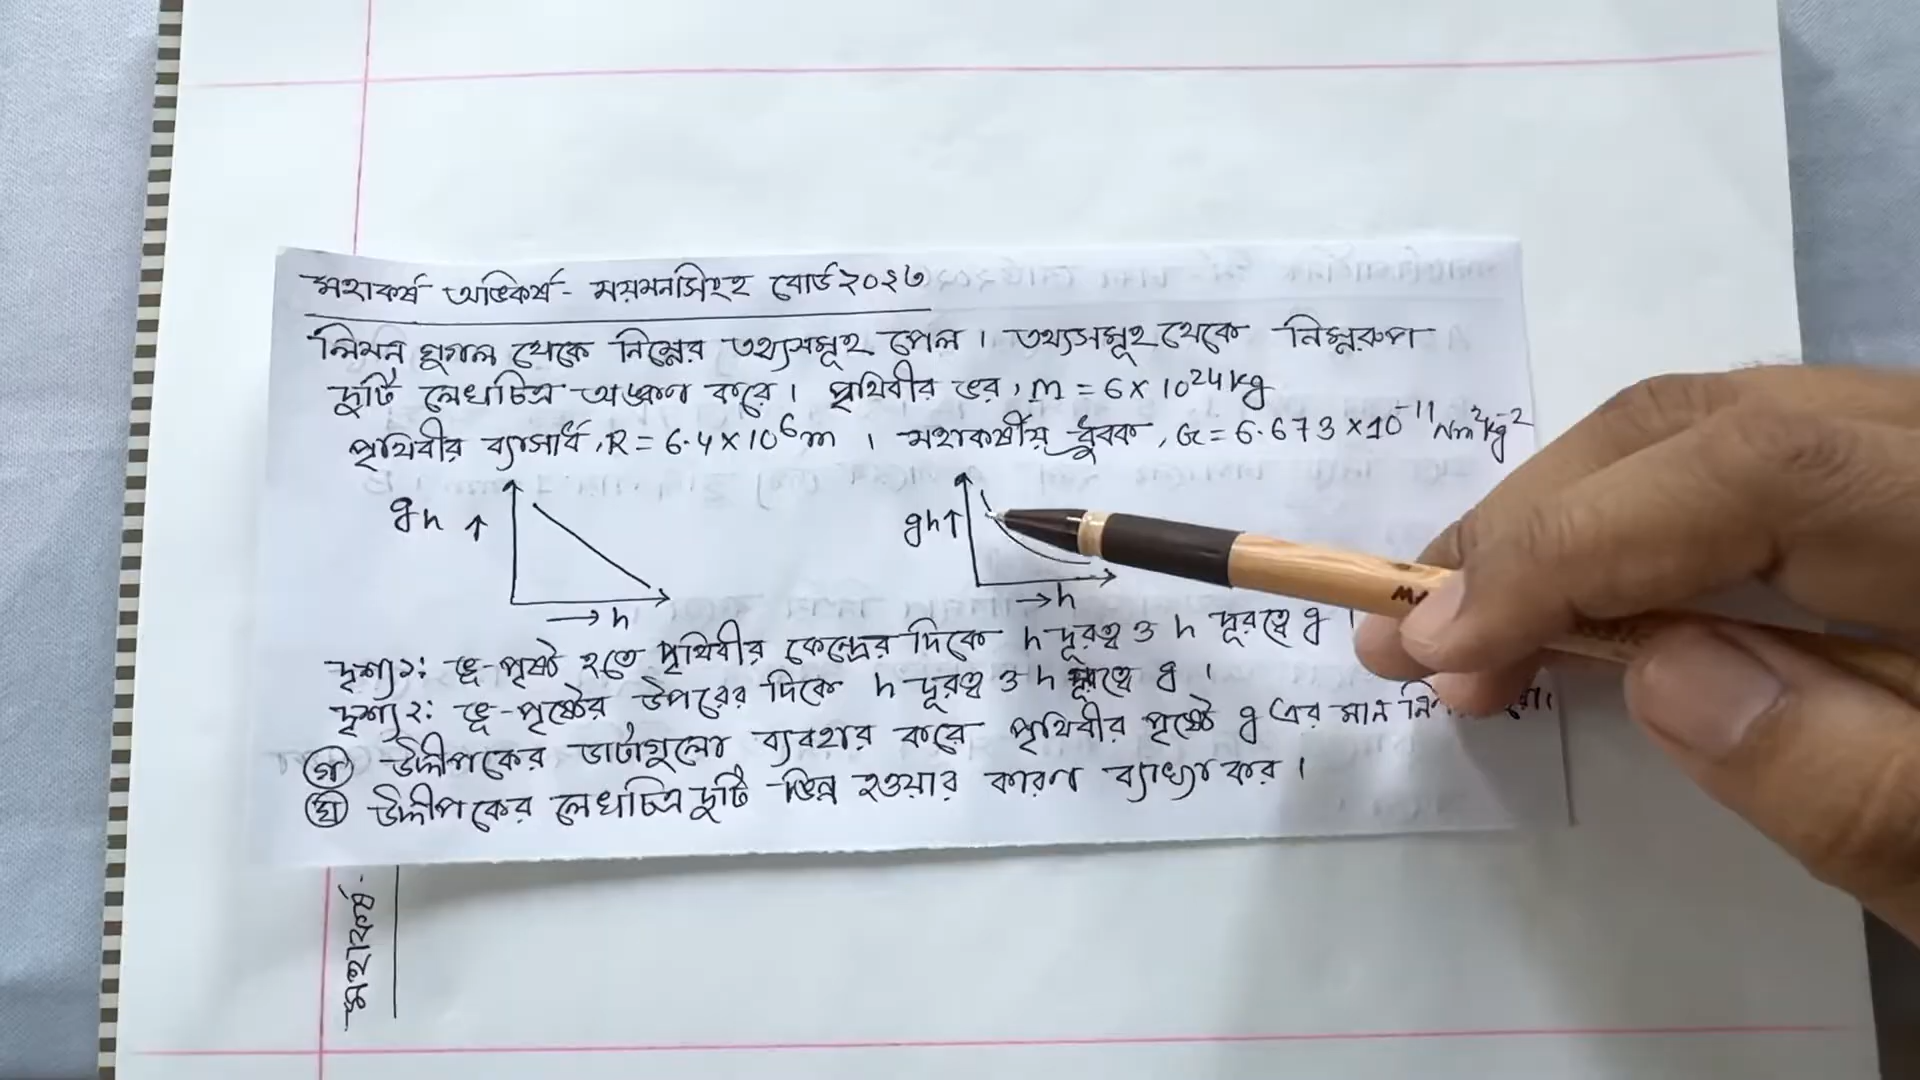 মহাকর্ষ অভিকর্ষ - ময়মনসিংহ বোর্ড ২০২৩
লিমন গুগল থেকে নিম্নের তথ্যসমূহ পেল । তথ্যসমূহ থেকে নিম্নরুপ
দুটি লেখচিত্র অঙ্কণ করে । পৃথিবীর ভর, m = 6 × 10²⁴ kg
পৃথিবীর ব্যাসার্ধ, R = 6.4 × 10⁶ m । মহাকর্ষীয় ধ্রুবক, G = 6.673 × 10⁻¹¹ Nm²kg⁻²
gh ↑
→ h
gh ↑
→ h
দৃশ্য১: ভূ-পৃষ্ঠ হতে পৃথিবীর কেন্দ্রের দিকে h দূরত্ব ও h দূরত্বে g ।
দৃশ্য২: ভূ-পৃষ্ঠের উপরের দিকে h দূরত্ব ও h দূরত্বে g ।
(গ) উদ্দীপকের ডাটাগুলো ব্যবহার করে পৃথিবীর পৃষ্ঠে g এর মান
(ঘ) উদ্দীপকের লেখচিত্র দুটি ভিন্ন হওয়ার কারণ ব্যাখ্যা কর ।
মহাকর্ষ-